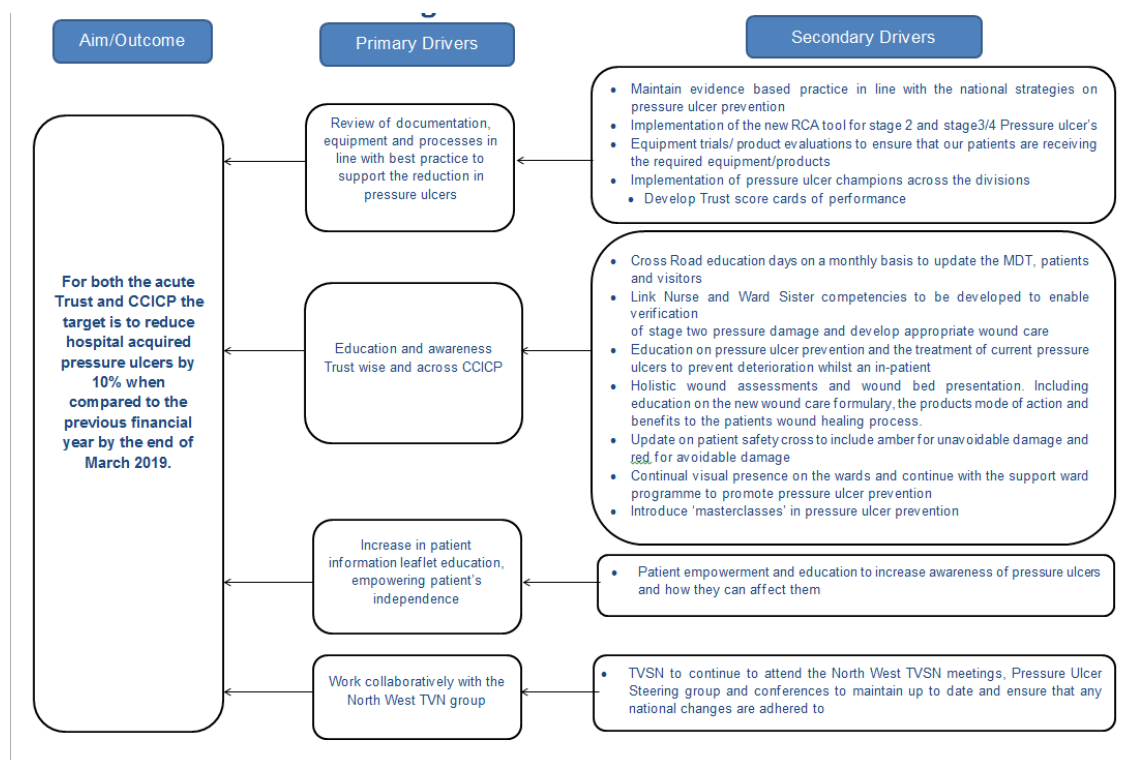 Aim/Outcome
Primary Drivers
Secondary Drivers
For both the acute
Trust and CCICP the
target is to reduce
hospital acquired
pressure ulcers by
10% when
compared to the
previous financial
year by the end of
March 2019.
Review of documentation,
equipment and processes in
line with best practice to
support the reduction in
pressure ulcers
• Maintain evidence based practice in line with the national strategies on
pressure ulcer prevention
• Implementation of the new RCA tool for stage 2 and stage3/4 Pressure ulcer's
• Equipment trials/ product evaluations to ensure that our patients are receiving
the required equipment/products
• Implementation of pressure ulcer champions across the divisions
• Develop Trust score cards of performance
Education and awareness
Trust wise and across CCICP
• Cross Road education days on a monthly basis to update the MDT, patients
and visitors
• Link Nurse and Ward Sister competencies to be developed to enable
verification
of stage two pressure damage and develop appropriate wound care
• Education on pressure ulcer prevention and the treatment of current pressure
ulcers to prevent deterioration whilst an in-patient
• Holistic wound assessments and wound bed presentation. Including
education on the new wound care formulary, the products mode of action and
benefits to the patients wound healing process.
• Update on patient safety cross to include amber for unavoidable damage and
red for avoidable damage
• Continual visual presence on the wards and continue with the support ward
programme to promote pressure ulcer prevention
• Introduce 'masterclasses' in pressure ulcer prevention
Increase in patient
information leaflet education,
empowering patient's
independence
• Patient empowerment and education to increase awareness of pressure ulcers
and how they can affect them
Work collaboratively with the
North West TVN group
• TVSN to continue to attend the North West TVSN meetings, Pressure Ulcer
Steering group and conferences to maintain up to date and ensure that any
national changes are adhered to